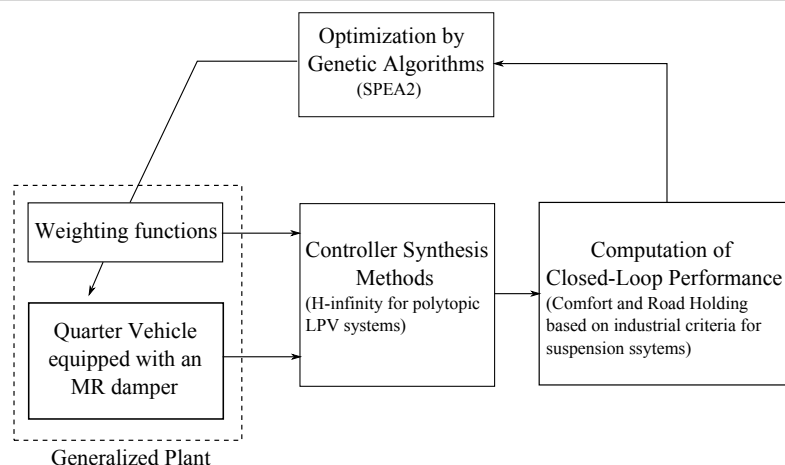 Optimization by
Genetic Algorithms
(SPEA2)
Weighting functions
Quarter Vehicle
equipped with an
MR damper
Generalized Plant
Controller Synthesis
Methods
(H-infinity for polytopic
LPV systems)
Computation of
Closed-Loop Performance
(Comfort and Road Holding
based on industrial criteria for
suspension ssytems)